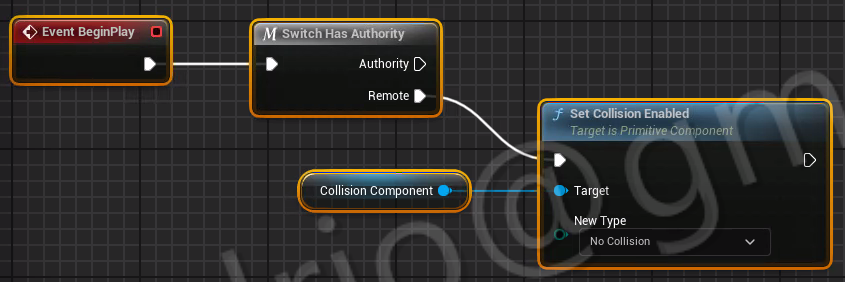 Event BeginPlay
M Switch Has Authority
Authority
Remote
f Set Collision Enabled
Target is Primitive Component
Collision Component
Target
New Type
No Collision
rio@gm